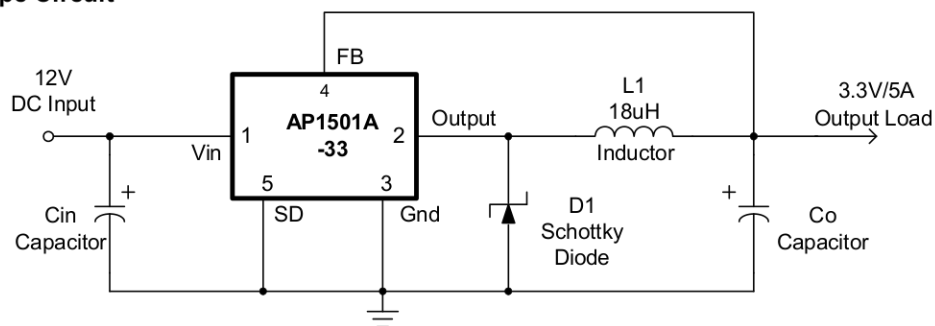 FB
4
12V
DC Input
AP1501A
-33
1
2
Vin
Output
L1
18uH
Inductor
3.3V/5A
Output Load
5
3
SD
Gnd
+
Cin
Capacitor
D1
Schottky
Diode
+
Co
Capacitor